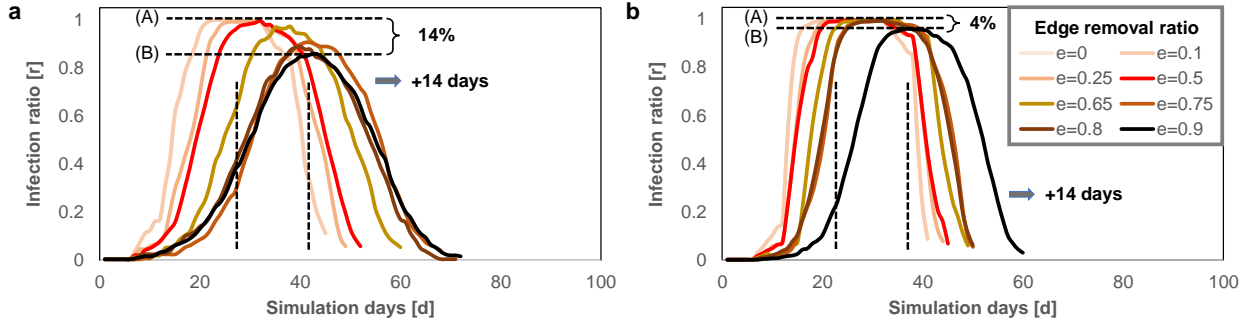 a
(A)
(B)
14%
+14 days
Infection ratio [r]
1
0.8
0.6
0.4
0.2
0
0 20 40 60 80 100
Simulation days [d]
b
(A)
(B)
4%
+14 days
Infection ratio [r]
1
0.8
0.6
0.4
0.2
0
0 20 40 60 80 100
Simulation days [d]
Edge removal ratio
e=0 e=0.1
e=0.25 e=0.5
e=0.65 e=0.75
e=0.8 e=0.9